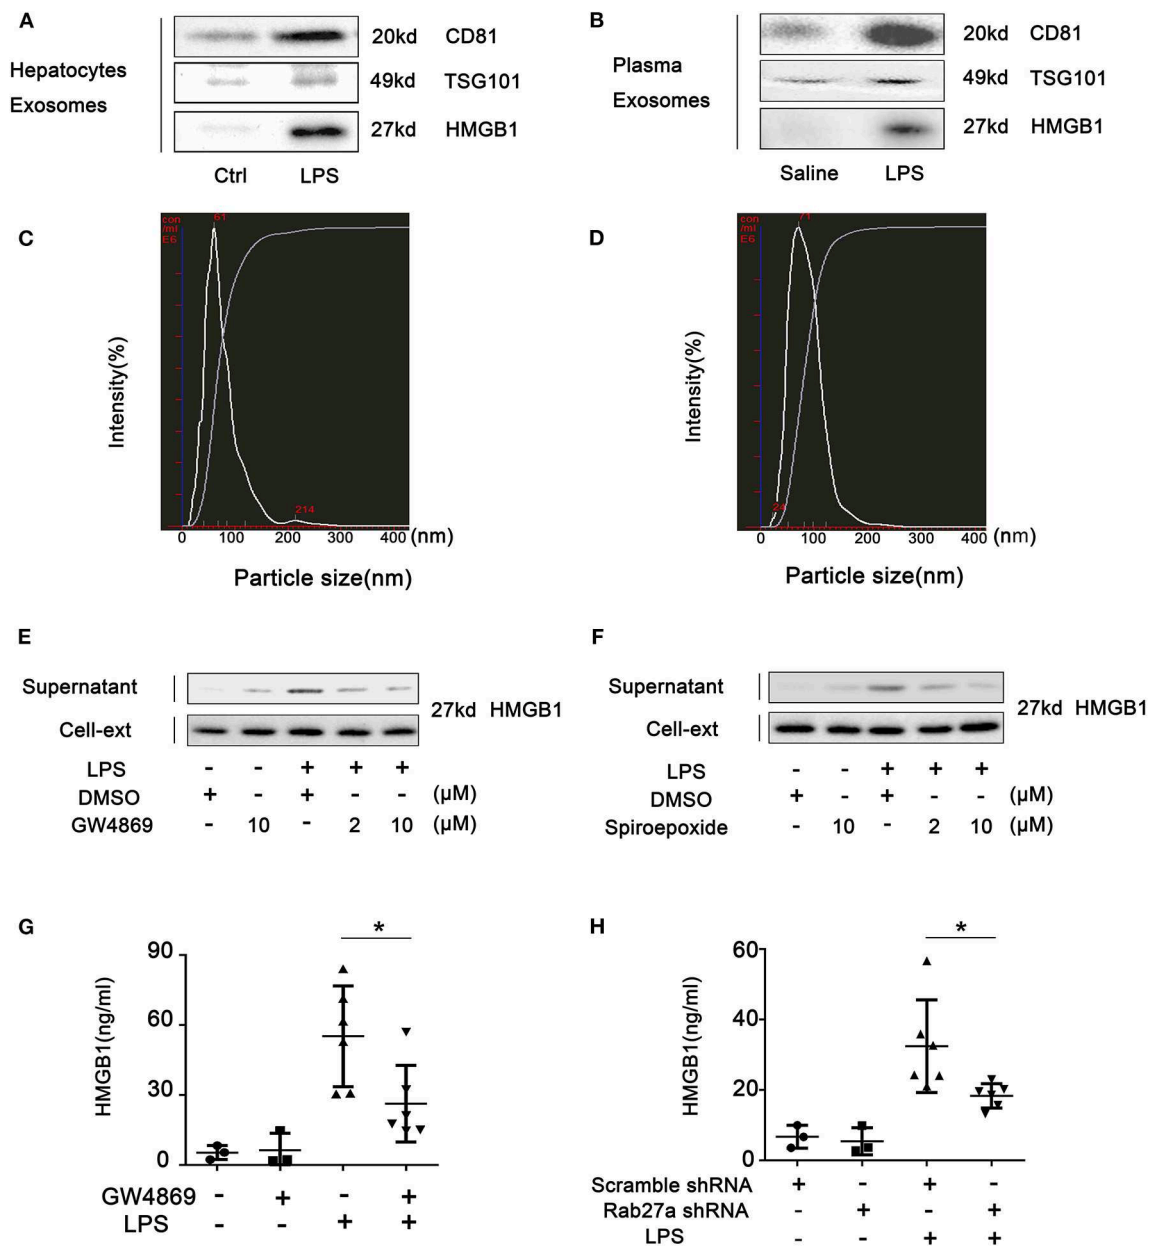 A
B
Hepatocytes
Exosomes
20kd CD81
49kd TSG101
27kd HMGB1
Ctrl LPS
Plasma
Exosomes
20kd CD81
49kd TSG101
27kd HMGB1
Saline LPS
C
con
/ml
E6
61
214
Intensity(%)
0 100 200 300 400 (nm)
Particle size(nm)
D
con
/ml
E6
71
24
Intensity(%)
0 100 200 300 400 (nm)
Particle size(nm)
E
Supernatant
Cell-ext
27kd HMGB1
LPS - - + + +
DMSO + - + - - (μM)
GW4869 - 10 - 2 10 (μM)
F
Supernatant
Cell-ext
27kd HMGB1
LPS - - + + +
DMSO + - + - - (μM)
Spiroepoxide - 10 - 2 10 (μM)
G
HMGB1(ng/ml)
90
60
30
0
*
GW4869 - + - +
LPS - - + +
H
HMGB1(ng/ml)
60
40
20
0
*
Scramble shRNA + - + -
Rab27a shRNA - + - +
LPS - - + +